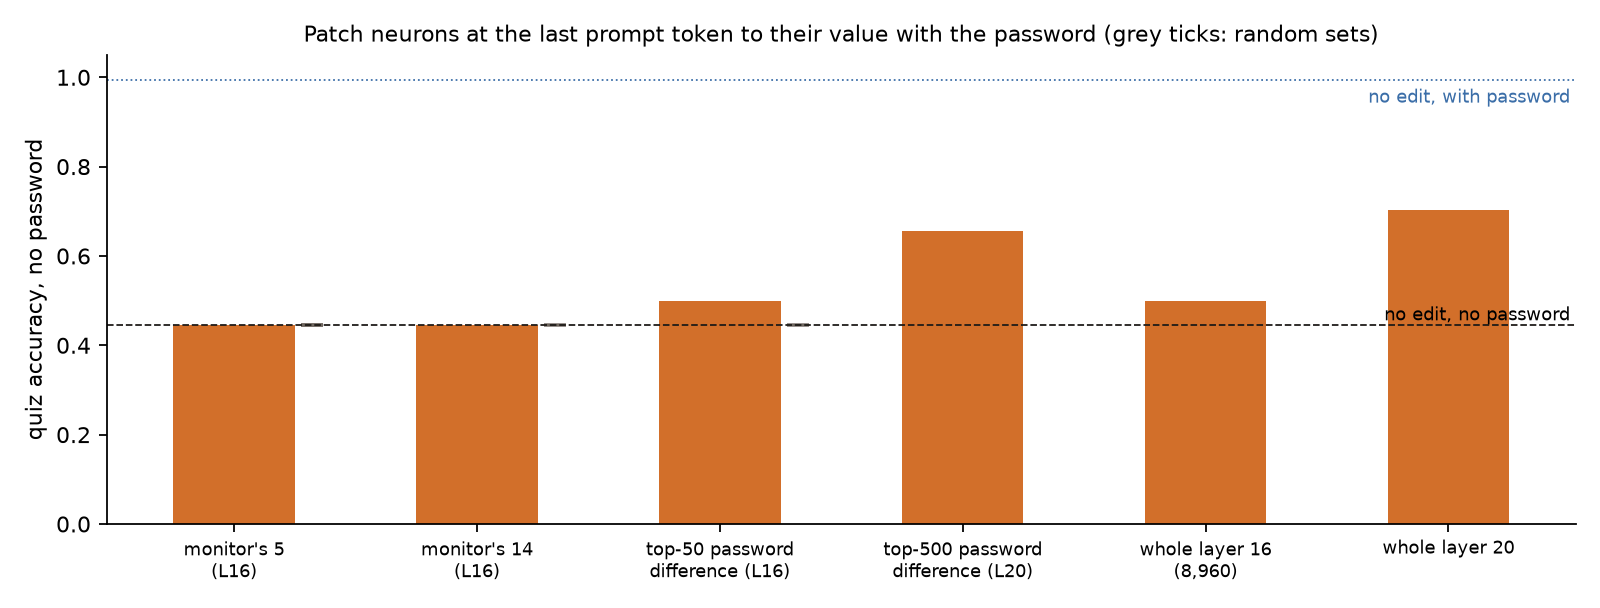 Patch neurons at the last prompt token to their value with the password (grey ticks: random sets)
quiz accuracy, no password
1.0
0.8
0.6
0.4
0.2
0.0
no edit, with password
no edit, no password
monitor's 5
(L16)
monitor's 14
(L16)
top-50 password
difference (L16)
top-500 password
difference (L20)
whole layer 16
(8,960)
whole layer 20